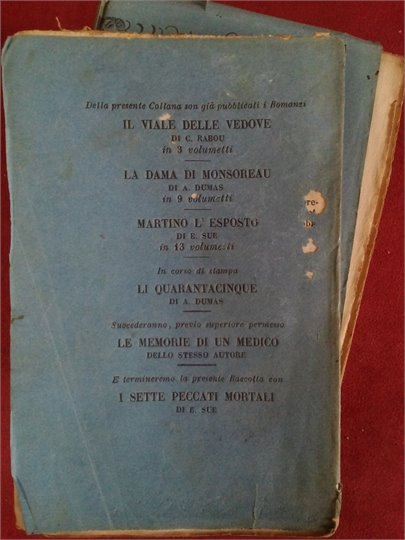 Della presente Collana son già pubblicati i Romanzi
IL VIALE DELLE VEDOVE
DI C. RABOU
in 3 volumetti
LA DAMA DI MONSOREAU
DI A. DUMAS
in 9 volumetti
MARTINO L' ESPOSTO
DI E. SUE
in 13 volumetti
In corso di stampa
LI QUARANTACINQUE
DI A. DUMAS
Succederanno, previo superiore permesso
LE MEMORIE DI UN MEDICO
DELLO STESSO AUTORE
E termineremo la presente Raccolta con
I SETTE PECCATI MORTALI
DI E. SUE